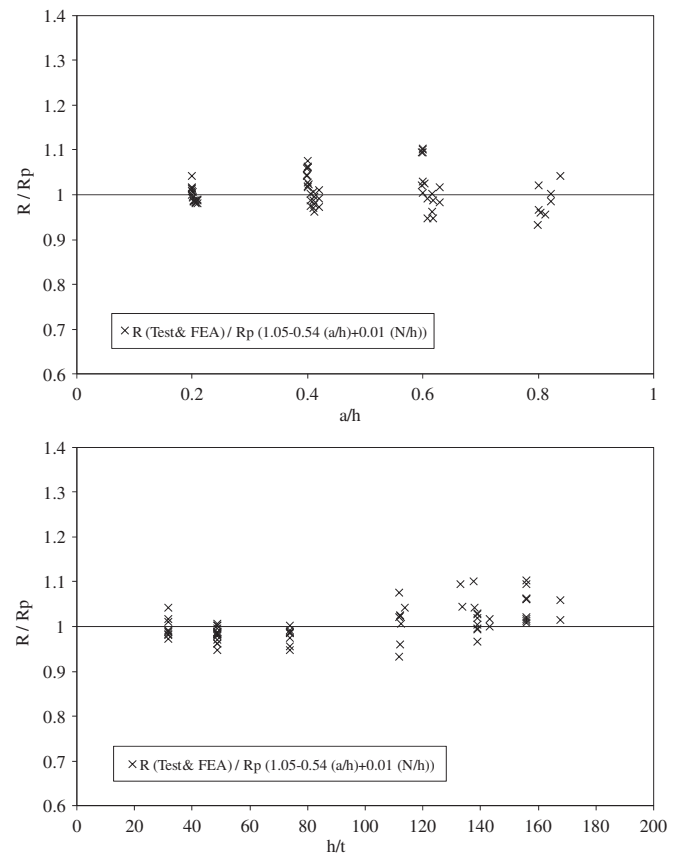 1.4
1.3
1.2
1.1
1
0.9
0.8
0.7
0.6
R / Rp
× R (Test& FEA) / Rp (1.05-0.54 (a/h)+0.01 (N/h))
0 0.2 0.4 0.6 0.8 1
a/h
1.4
1.3
1.2
1.1
1
0.9
0.8
0.7
0.6
R / Rp
× R (Test& FEA) / Rp (1.05-0.54 (a/h)+0.01 (N/h))
0 20 40 60 80 100 120 140 160 180 200
h/t